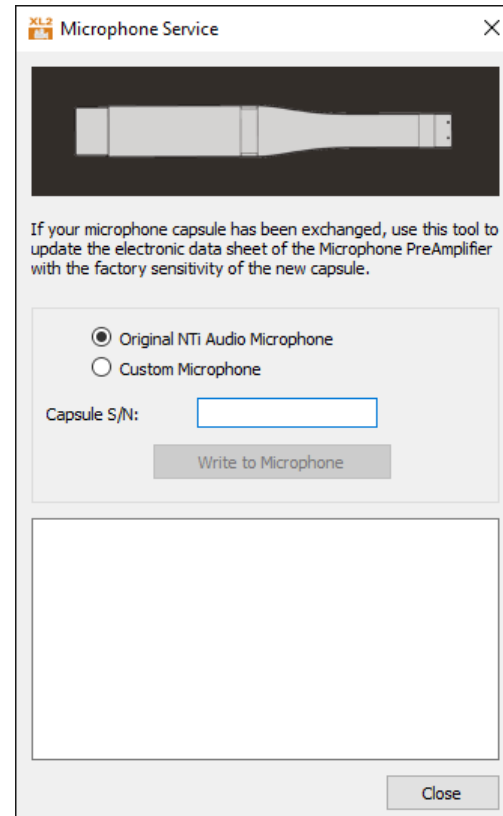 XL2 Microphone Service
If your microphone capsule has been exchanged, use this tool to
update the electronic data sheet of the Microphone PreAmplifier
with the factory sensitivity of the new capsule.
Original NTi Audio Microphone
Custom Microphone
Capsule S/N:
Write to Microphone
Close